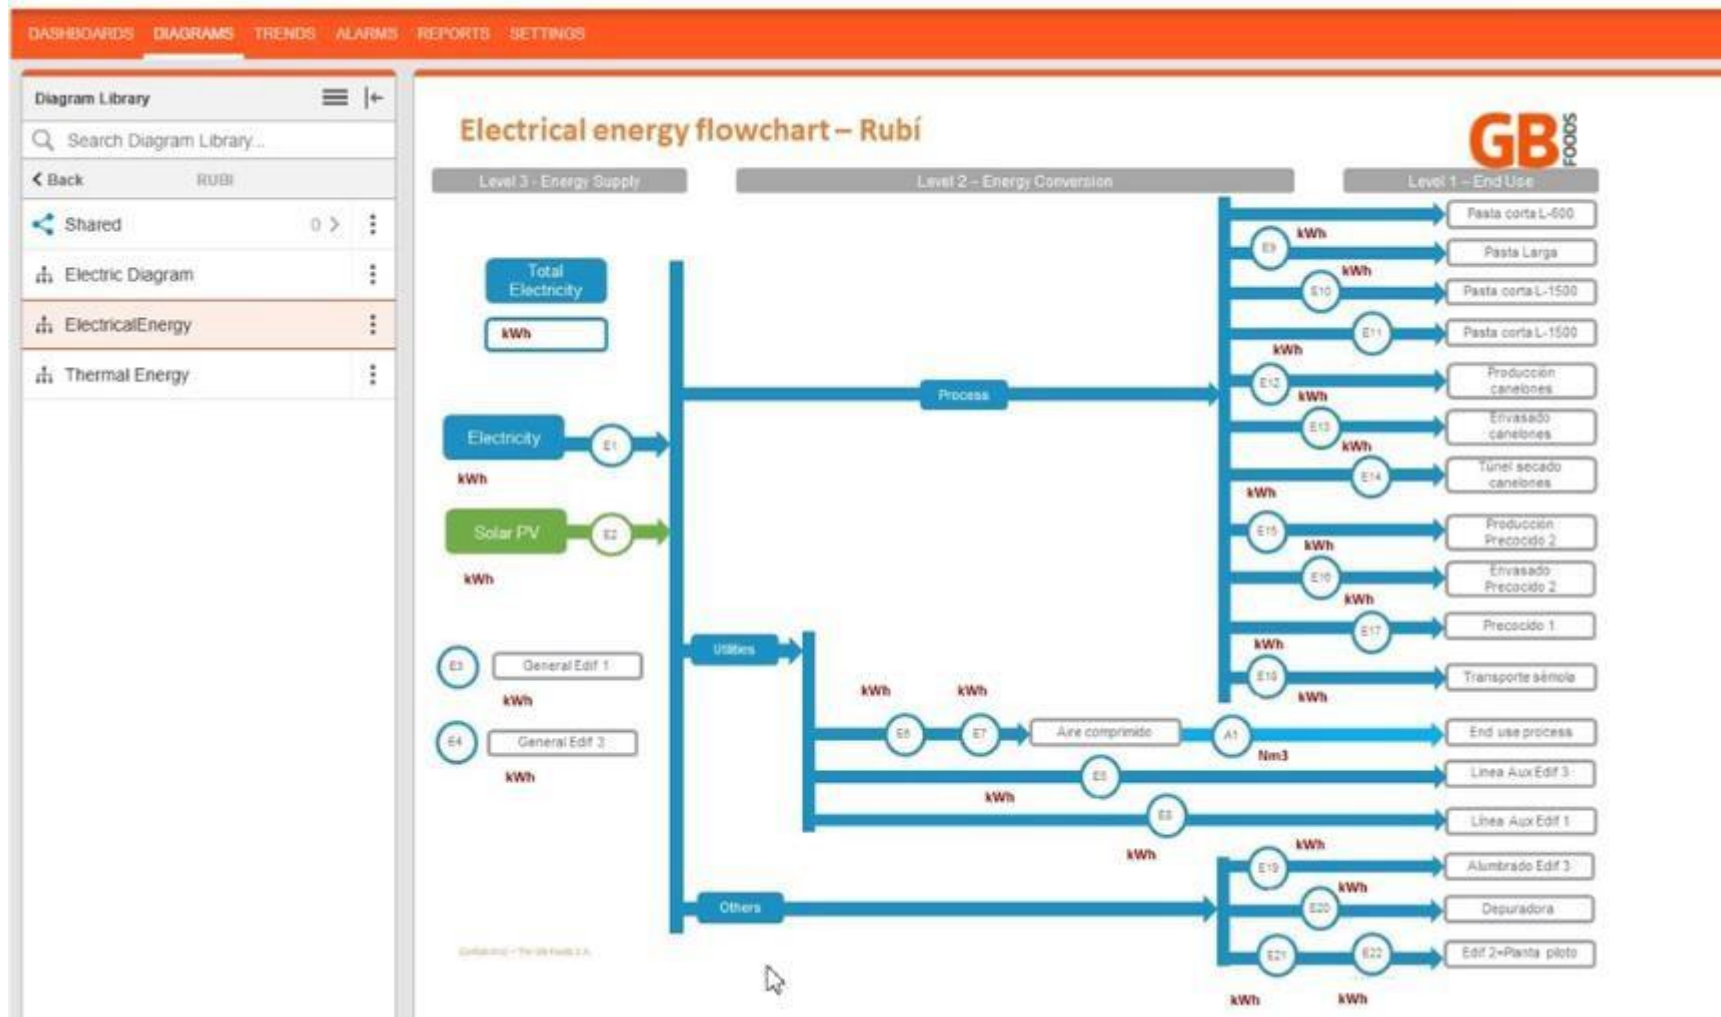 DASHBOARDS DIAGRAMS TRENDS ALARMS REPORTS SETTINGS
Diagram Library
Search Diagram Library...
Back RUBI
Shared 0
Electric Diagram
ElectricalEnergy
Thermal Energy
Electrical energy flowchart – Rubí
GB FOODS
Level 3 - Energy Supply
Level 2 – Energy Conversion
Level 1 – End Use
Total
Electricity
kWh
Electricity
E1
kWh
Solar PV
E2
kWh
E3
General Edif 1
kWh
E4
General Edif 3
kWh
Process
Utilities
Others
Pasta corta L-600
E9
kWh
Pasta Larga
E10
kWh
Pasta corta L-1500
E11
Pasta corta L-1500
kWh
E12
Producción
canelones
kWh
E13
Envasado
canelones
kWh
E14
Túnel secado
canelones
kWh
E15
Producción
Precocido 2
kWh
E16
Envasado
Precocido 2
kWh
E17
Precocido 1
kWh
E18
Transporte sémola
kWh
kWh
kWh
E6
E7
Aire comprimido
A1
Nm3
End use process
E5
kWh
Linea Aux Edif 3
E8
kWh
Línea Aux Edif 1
E19
kWh
Alumbrado Edif 3
E20
kWh
Depuradora
E21
E22
Edif 2+Planta piloto
kWh
kWh